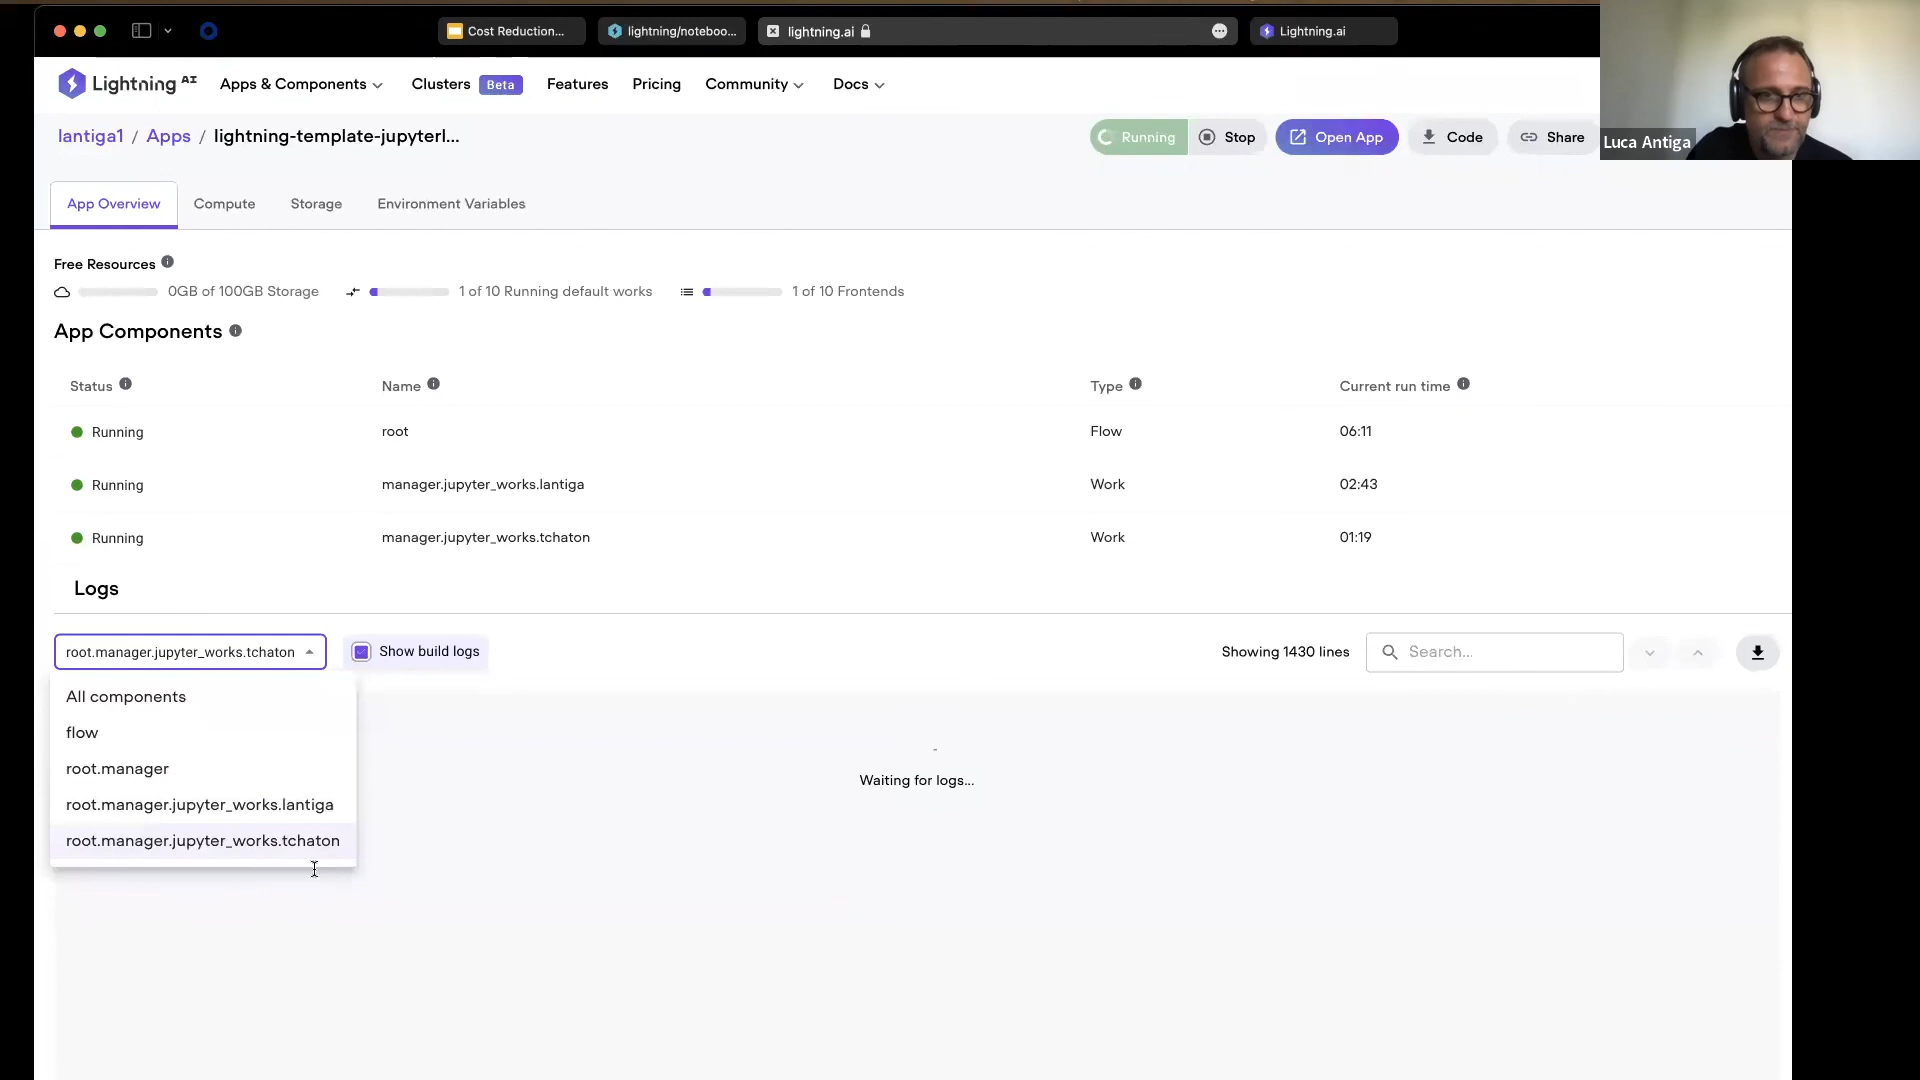 Cost Reduction...
lightning/noteboo...
lightning.ai
Lightning.ai
Lightning AI
Apps & Components
Clusters
Beta
Features
Pricing
Community
Docs
lantiga1 / Apps / lightning-template-jupyterl...
Running
Stop
Open App
Code
Share
Luca Antiga
App Overview
Compute
Storage
Environment Variables
Free Resources
0GB of 100GB Storage
1 of 10 Running default works
1 of 10 Frontends
App Components
Status
Name
Type
Current run time
Running
root
Flow
06:11
Running
manager.jupyter_works.lantiga
Work
02:43
Running
manager.jupyter_works.tchaton
Work
01:19
Logs
root.manager.jupyter_works.tchaton
Show build logs
Showing 1430 lines
Search...
All components
flow
root.manager
root.manager.jupyter_works.lantiga
root.manager.jupyter_works.tchaton
-
Waiting for logs...